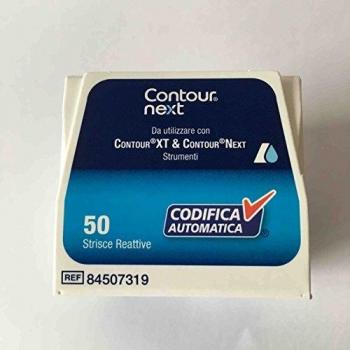 Contour®
next
Da utilizzare con
CONTOUR®XT & CONTOUR®NEXT
Strumenti
50
Strisce Reattive
CODIFICA
AUTOMATICA®
REF 84507319